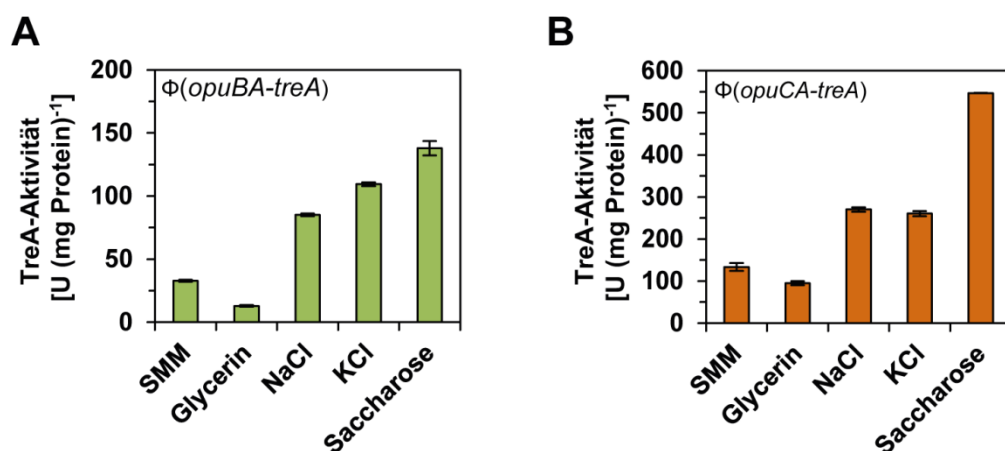 A
Φ(opuBA-treA)
TreA-Aktivität
[U (mg Protein)-1]
200
150
100
50
0
SMM
Glycerin
NaCl
KCl
Saccharose
B
Φ(opuCA-treA)
TreA-Aktivität
[U (mg Protein)-1]
600
500
400
300
200
100
0
SMM
Glycerin
NaCl
KCl
Saccharose